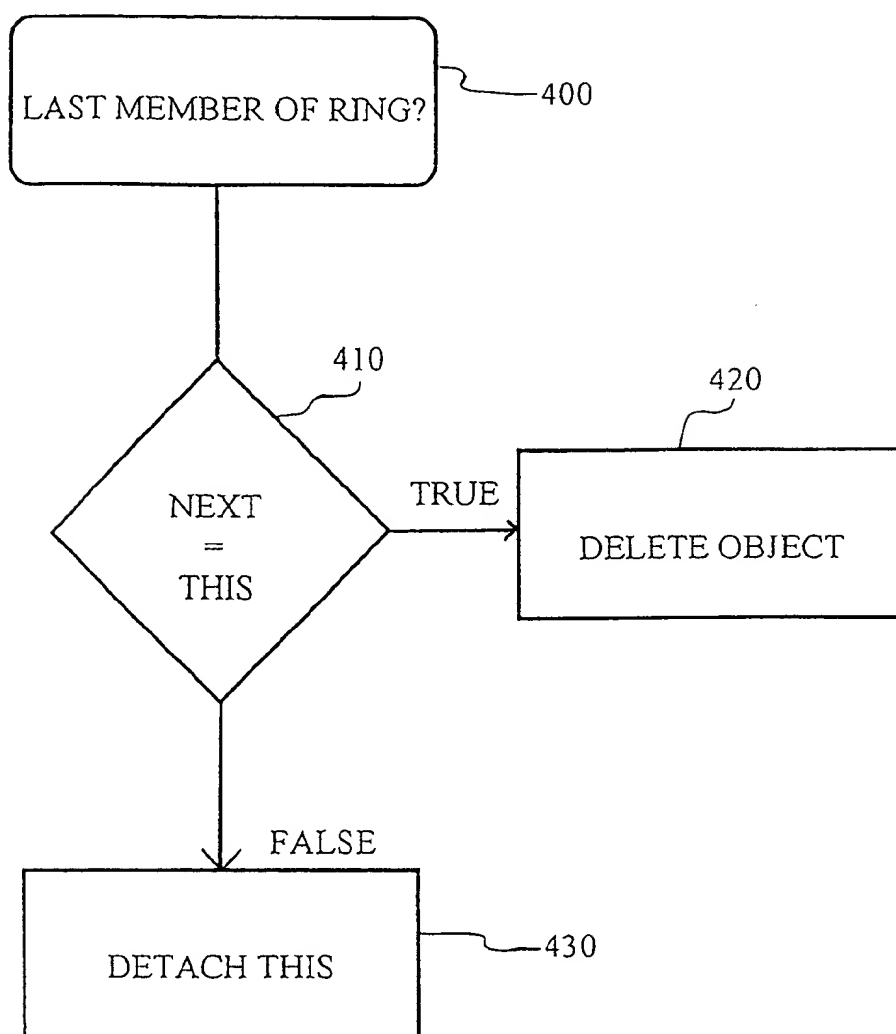 LAST MEMBER OF RING?
400
410
NEXT
=
THIS
TRUE
420
DELETE OBJECT
FALSE
DETACH THIS
430